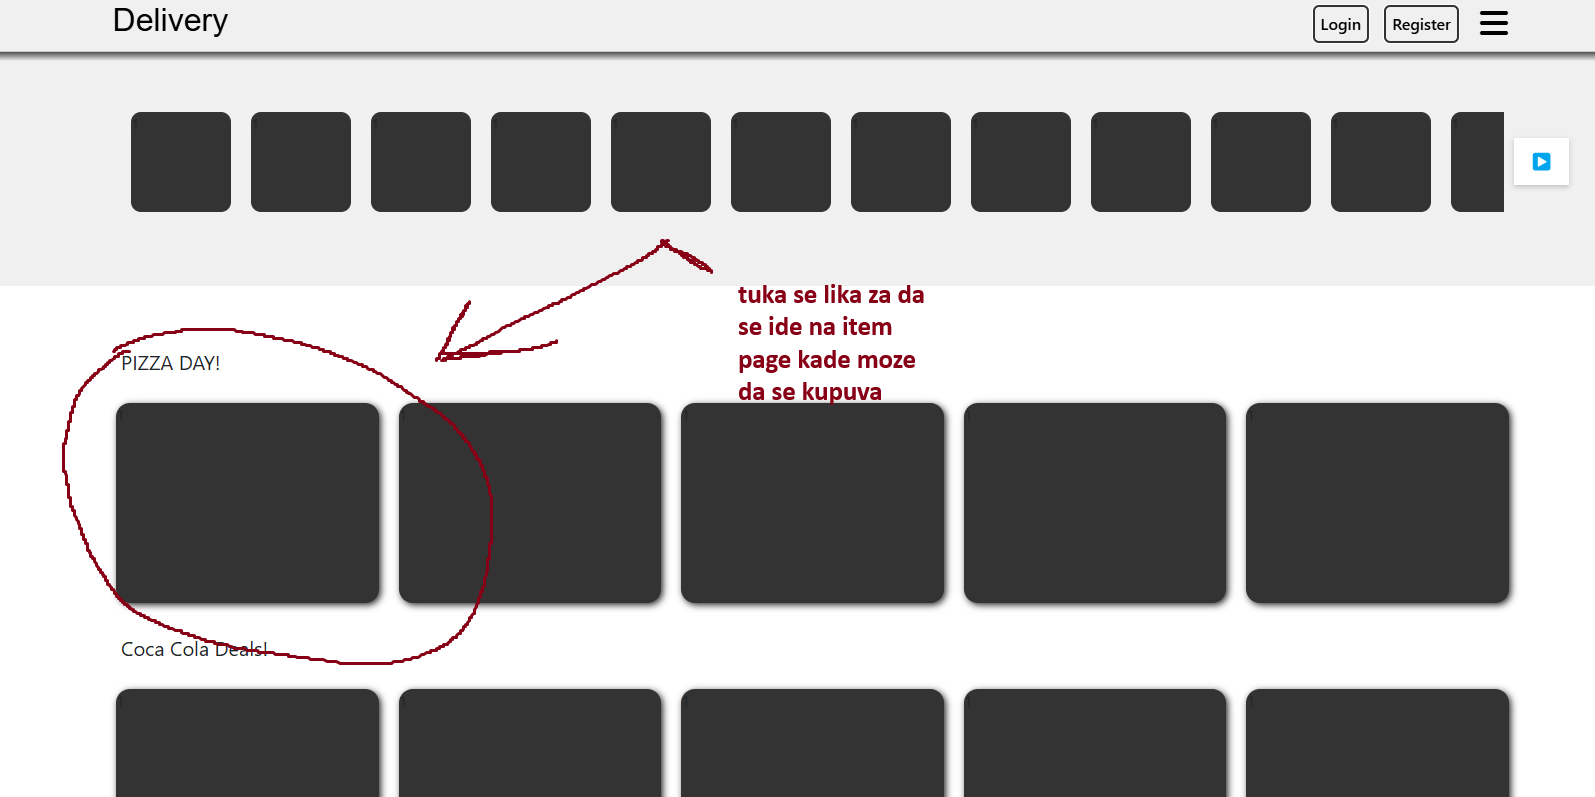 Delivery
Login
Register
tuka se lika za da
se ide na item
page kade moze
da se kupuva
PIZZA DAY!
Coca Cola Deals!